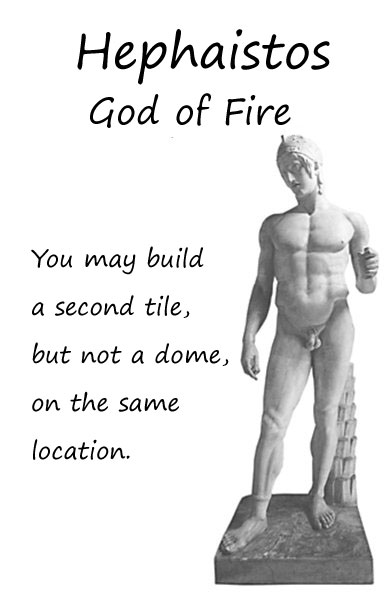 Hephaistos
God of Fire
You may build
a second tile,
but not a dome,
on the same
location.